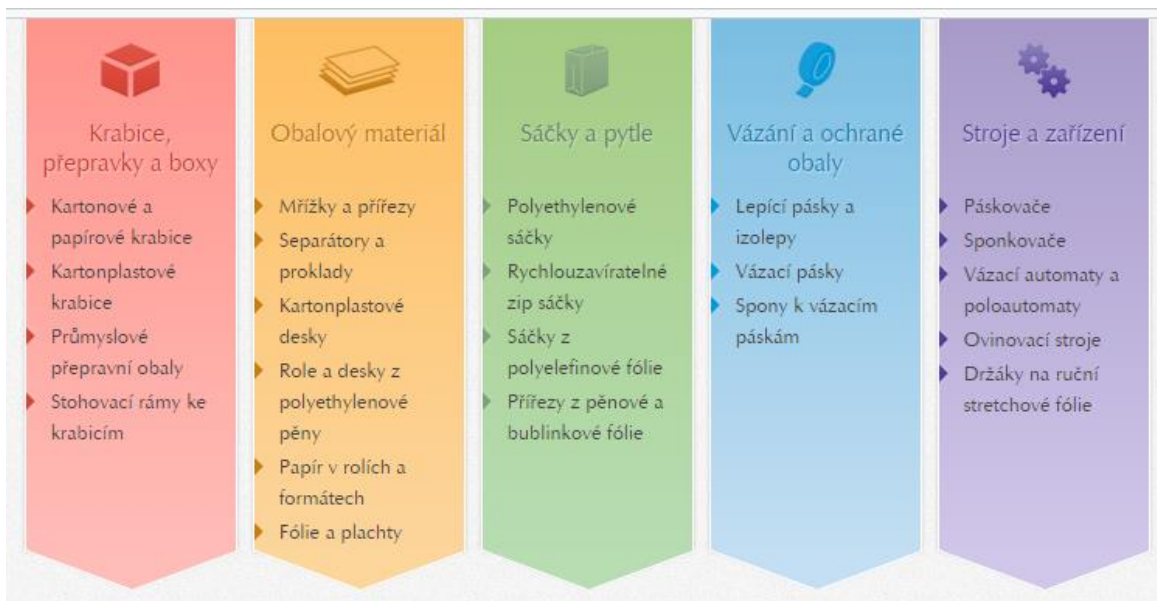 Krabice,
přepravky a boxy
Kartonové a
papírové krabice
Kartonplastové
krabice
Průmyslové
přepravní obaly
Stohovací rámy ke
krabicím
Obalový materiál
Mřížky a přířezy
Separátory a
proklady
Kartonplastové
desky
Role a desky z
polyethylenové
pěny
Papír v rolích a
formátech
Fólie a plachty
Sáčky a pytle
Polyethylenové
sáčky
Rychlouzavíratelné
zip sáčky
Sáčky z
polyelefinové fólie
Přířezy z pěnové a
bublinkové fólie
Vázání a ochrané
obaly
Lepící pásky a
izolepy
Vázací pásky
Spony k vázacím
páskám
Stroje a zařízení
Páskovače
Sponkovače
Vázací automaty a
poloautomaty
Ovinovací stroje
Držáky na ruční
stretchové fólie